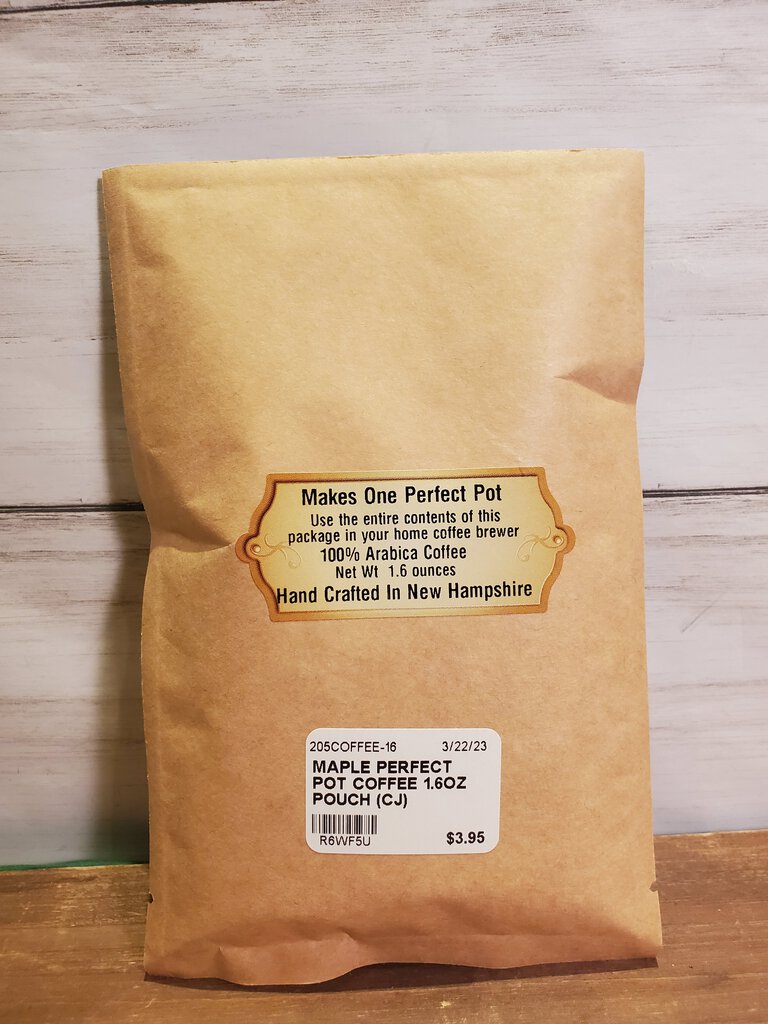 Makes One Perfect Pot
Use the entire contents of this
package in your home coffee brewer
100% Arabica Coffee
Net Wt 1.6 ounces
Hand Crafted In New Hampshire
205COFFEE-16 3/22/23
MAPLE PERFECT
POT COFFEE 1.6OZ
POUCH (CJ)
R6WF5U $3.95